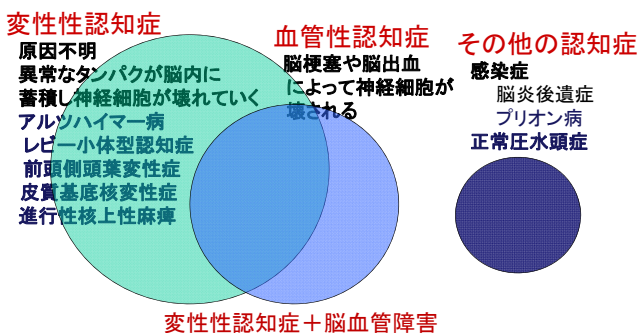 変性性認知症
原因不明
異常なタンパクが脳内に
蓄積し神経細胞が壊れていく
アルツハイマー病
レビー小体型認知症
前頭側頭葉変性症
皮質基底核変性症
進行性核上性麻痺
血管性認知症
脳梗塞や脳出血
によって神経細胞が
壊される
その他の認知症
感染症
脳炎後遺症
プリオン病
正常圧水頭症
変性性認知症＋脳血管障害